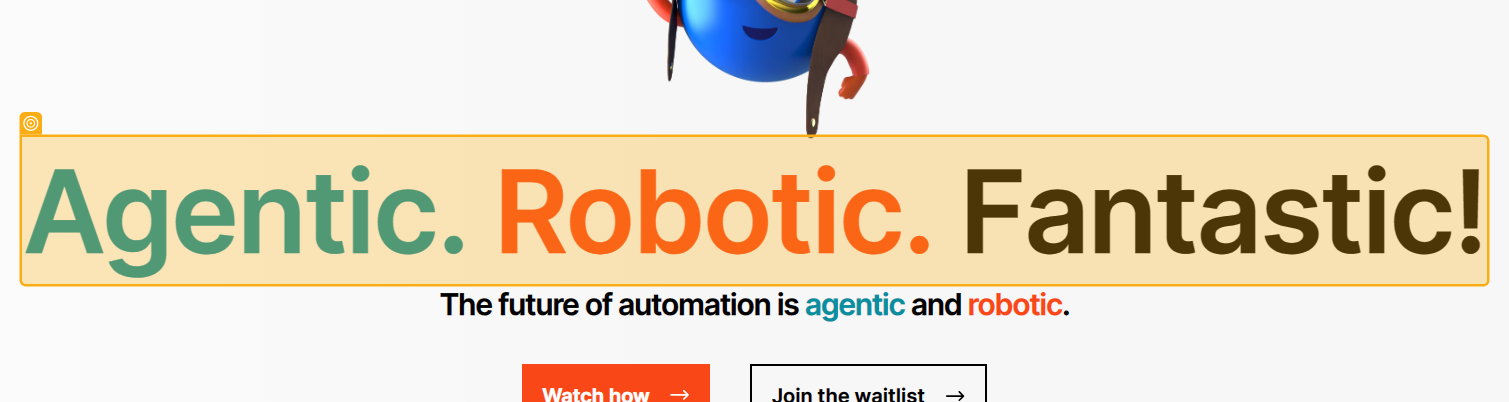 Agentic. Robotic. Fantastic!
The future of automation is agentic and robotic.
Watch how
Join the waitlist